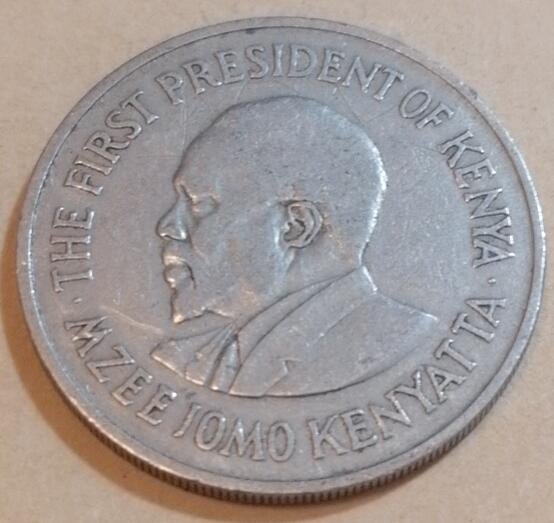 THE FIRST PRESIDENT OF KENYA
MZEE JOMO KENYATTA